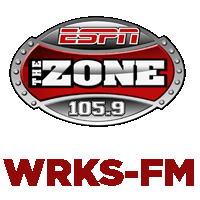 ESPN
THE ZONE
105.9
WRKS-FM